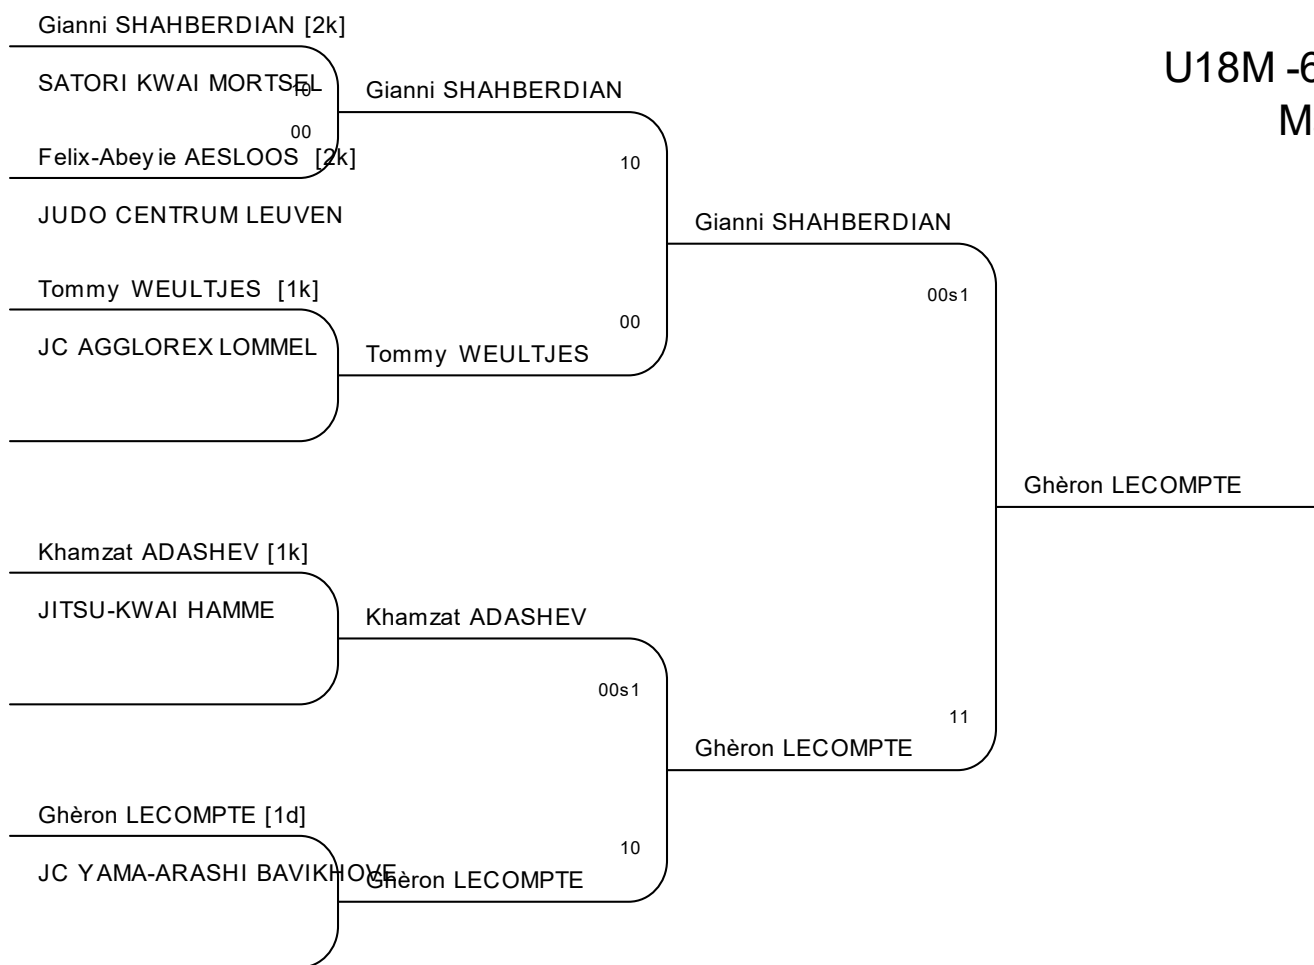 Gianni SHAHBERDIAN [2k]
U18M -6
SATORI KWAI MORTSEL
10
Gianni SHAHBERDIAN
M
00
Felix-Abeyie AESLOOS [2k]
10
JUDO CENTRUM LEUVEN
Gianni SHAHBERDIAN
Tommy WEULTJES [1k]
00s1
00
JC AGGLOREX LOMMEL
Tommy WEULTJES
Ghèron LECOMPTE
Khamzat ADASHEV [1k]
JITSU-KWAI HAMME
Khamzat ADASHEV
00s1
11
Ghèron LECOMPTE
Ghèron LECOMPTE [1d]
10
JC YAMA-ARASHI BAVIKHOVE
Ghèron LECOMPTE